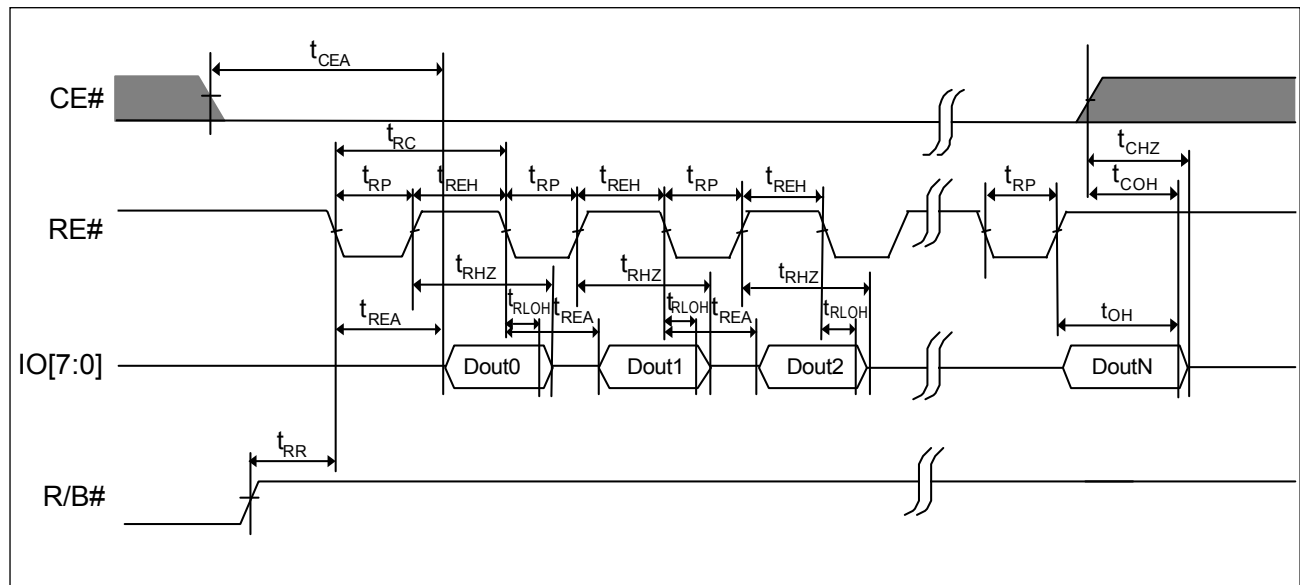 tCEA
CE#
tRC
tCHZ
tRP tREH tRP tREH tRP tREH tRP tCOH
RE#
tRHZ tRHZ tRHZ
tREA tRLOH tREA tRLOH tREA tRLOH tOH
IO[7:0] Dout0 Dout1 Dout2 DoutN
tRR
R/B#